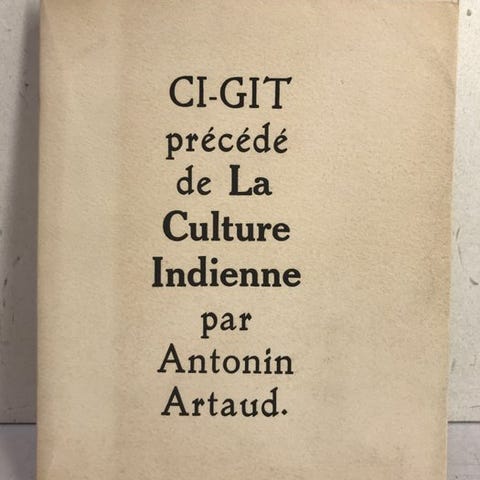 CI-GIT
précédé
de La
Culture
Indienne
par
Antonin
Artaud.